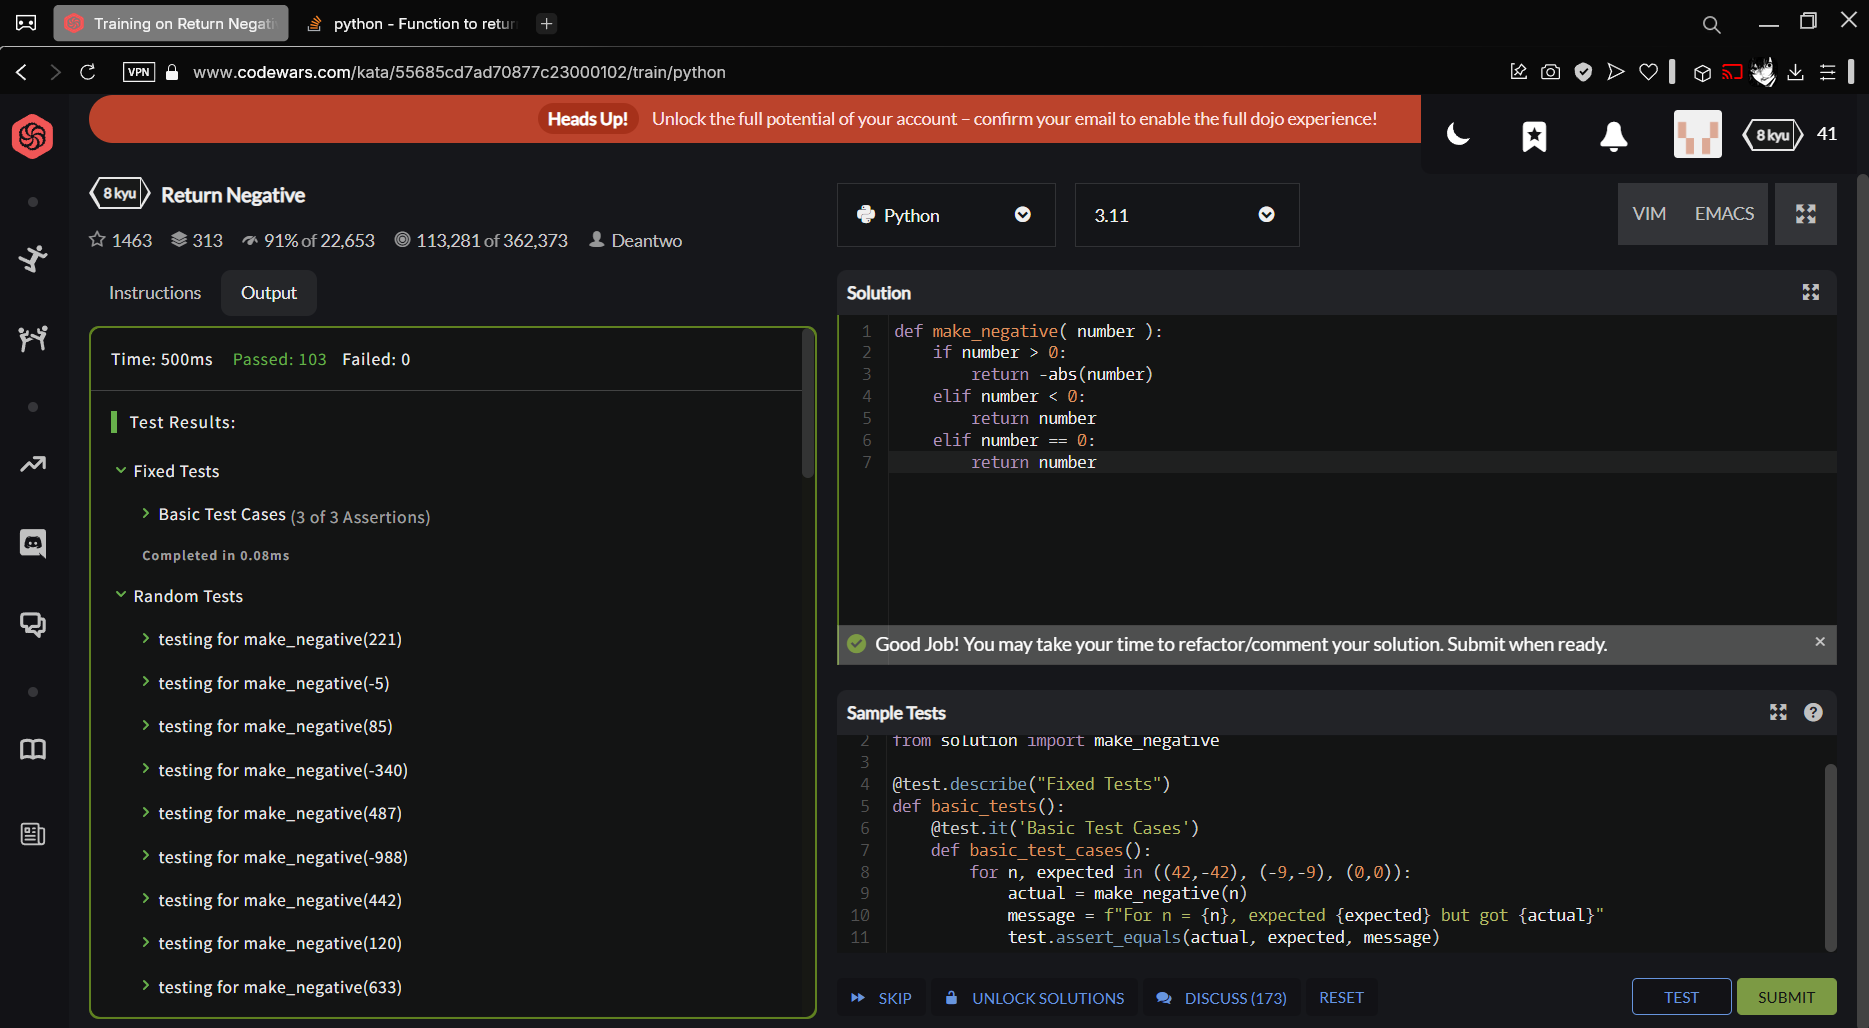 Training on Return Negati
python - Function to retur
VPN
www.codewars.com/kata/55685cd7ad70877c23000102/train/python
Heads Up! Unlock the full potential of your account – confirm your email to enable the full dojo experience!
8 kyu 41
8 kyu Return Negative
1463 313 91% of 22,653 113,281 of 362,373 Deantwo
Python
3.11
VIM EMACS
Instructions Output
Time: 500ms Passed: 103 Failed: 0
Test Results:
Fixed Tests
Basic Test Cases (3 of 3 Assertions)
Completed in 0.08ms
Random Tests
testing for make_negative(221)
testing for make_negative(-5)
testing for make_negative(85)
testing for make_negative(-340)
testing for make_negative(487)
testing for make_negative(-988)
testing for make_negative(442)
testing for make_negative(120)
testing for make_negative(633)
Solution
1 def make_negative( number ):
2     if number > 0:
3         return -abs(number)
4     elif number < 0:
5         return number
6     elif number == 0:
7         return number
Good Job! You may take your time to refactor/comment your solution. Submit when ready.
Sample Tests
2 from solution import make_negative
3
4 @test.describe("Fixed Tests")
5 def basic_tests():
6     @test.it('Basic Test Cases')
7     def basic_test_cases():
8         for n, expected in ((42,-42), (-9,-9), (0,0)):
9             actual = make_negative(n)
10             message = f"For n = {n}, expected {expected} but got {actual}"
11             test.assert_equals(actual, expected, message)
SKIP UNLOCK SOLUTIONS DISCUSS (173) RESET TEST SUBMIT